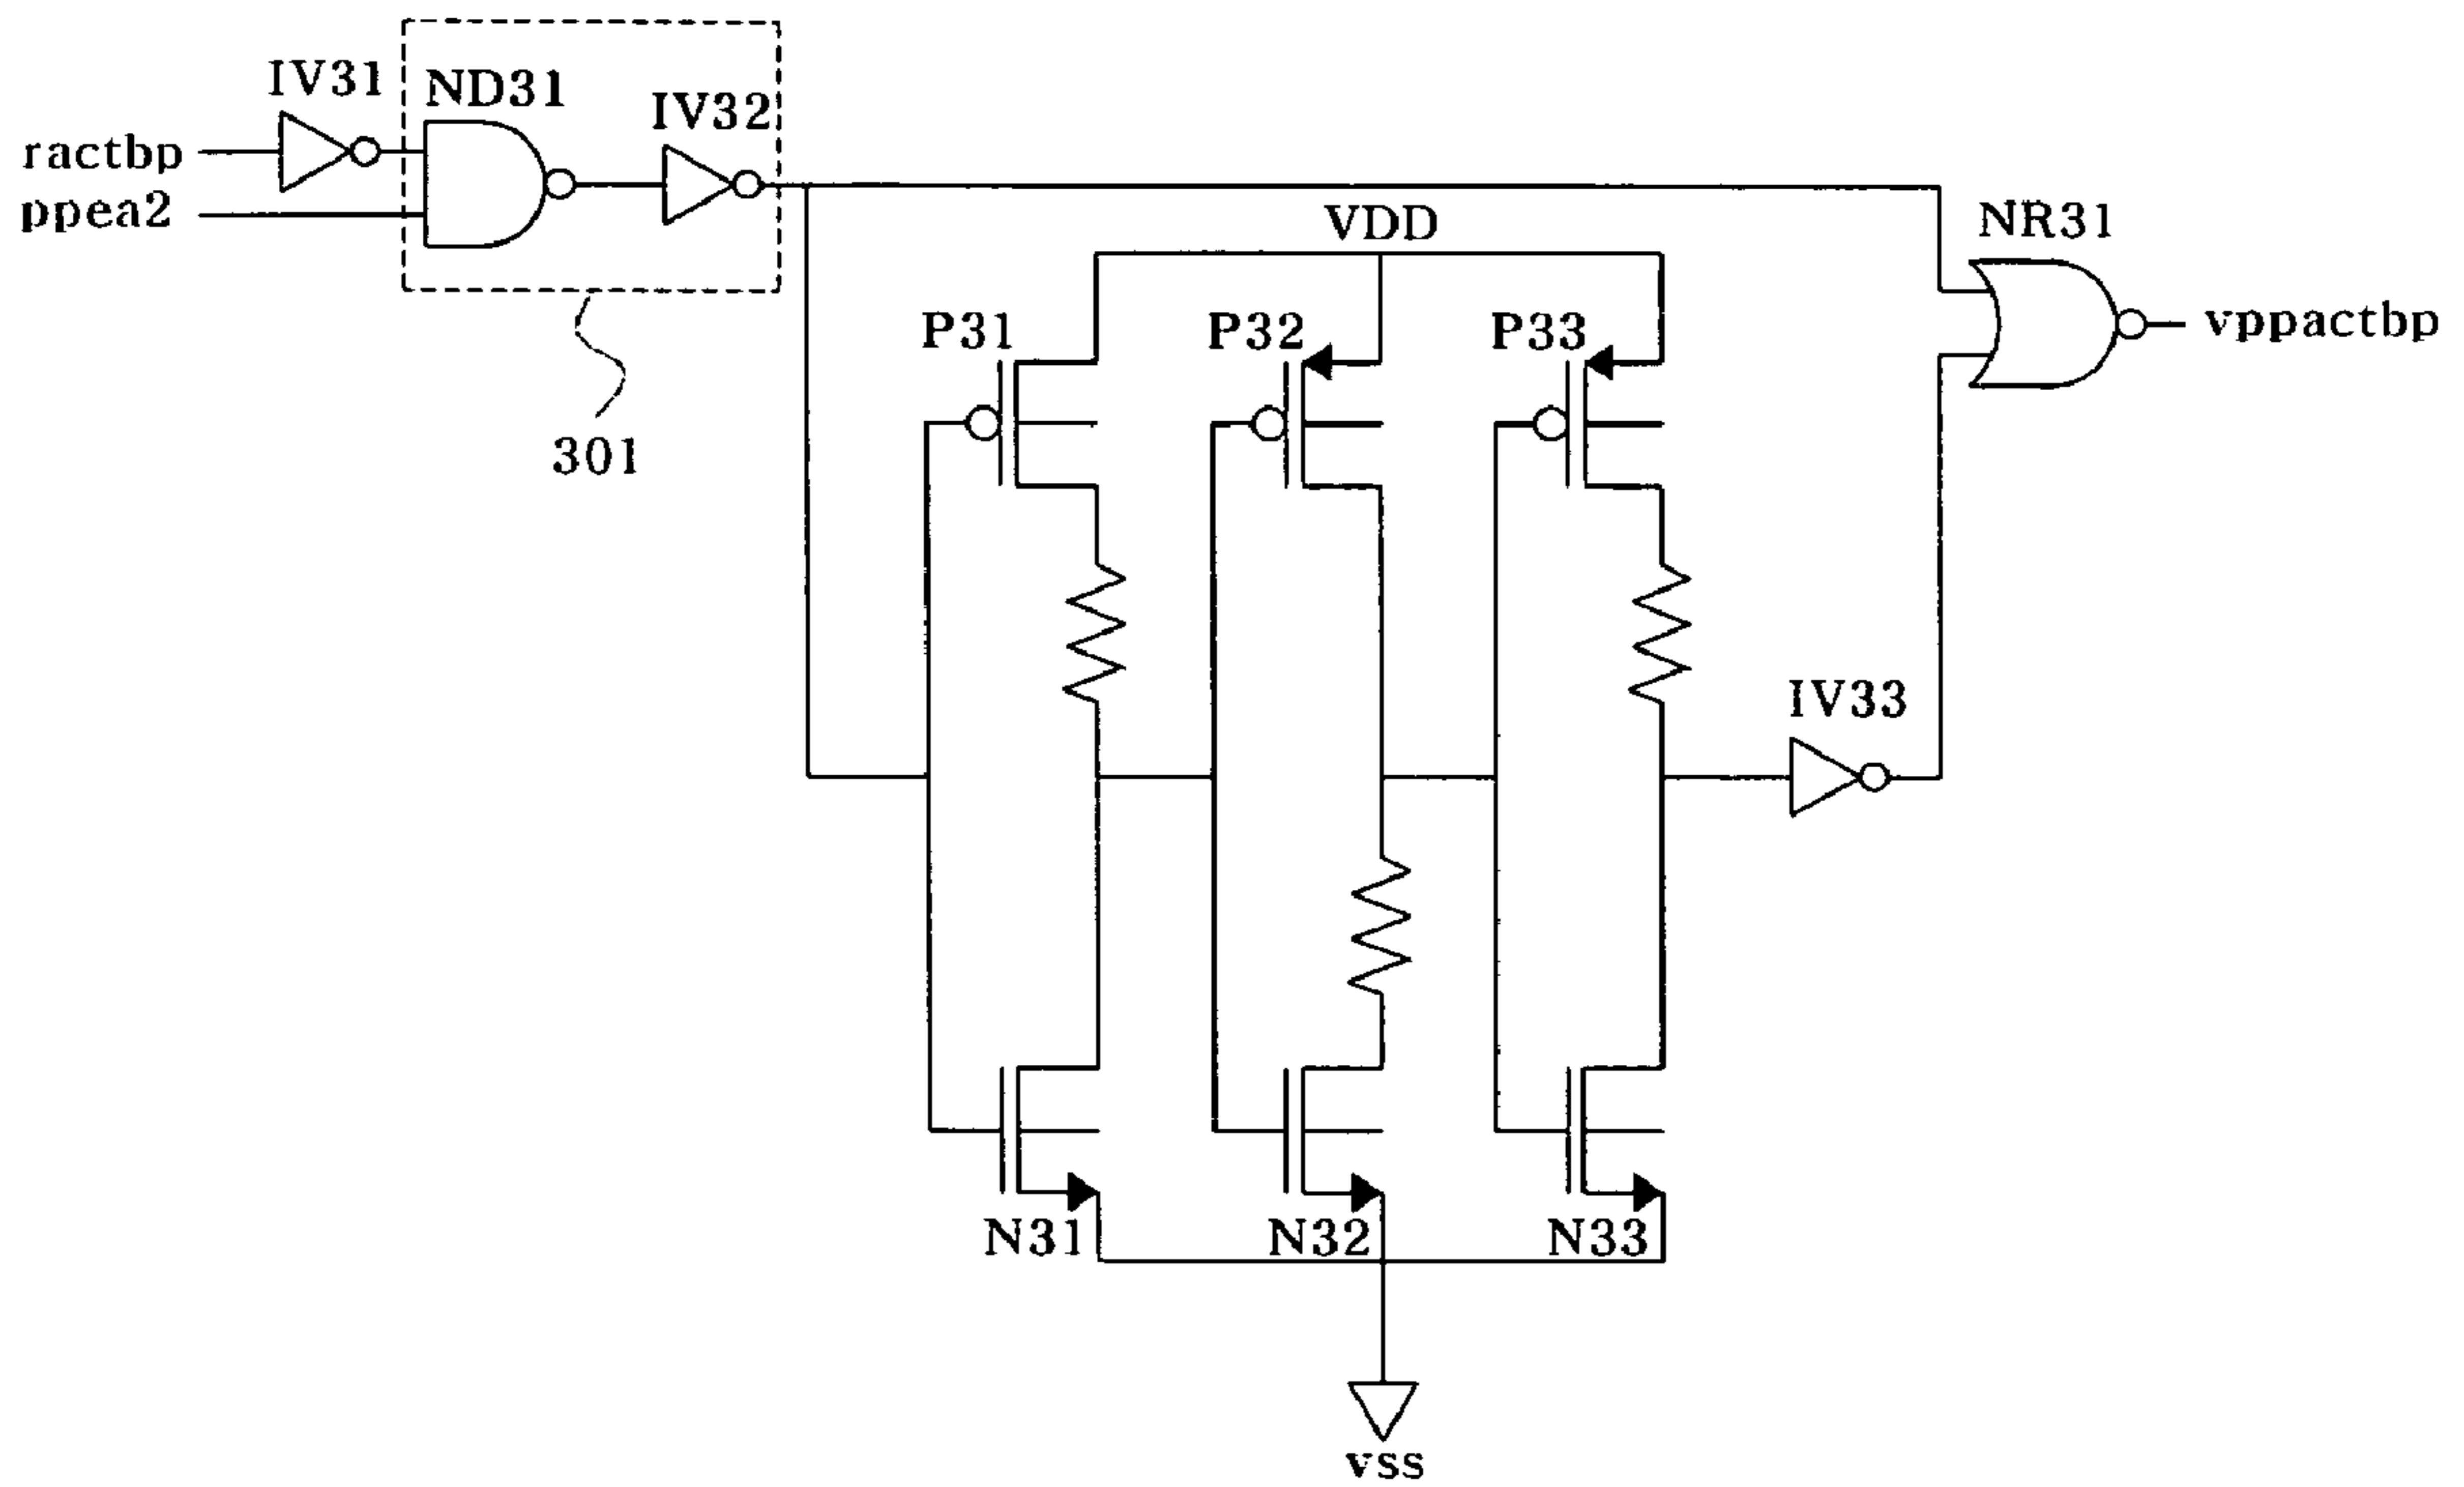 IV31
ND31
IV32
ractbp
ppea2
VDD
NR31
P31
P32
P33
vppactbp
301
IV33
N31
N32
N33
vss